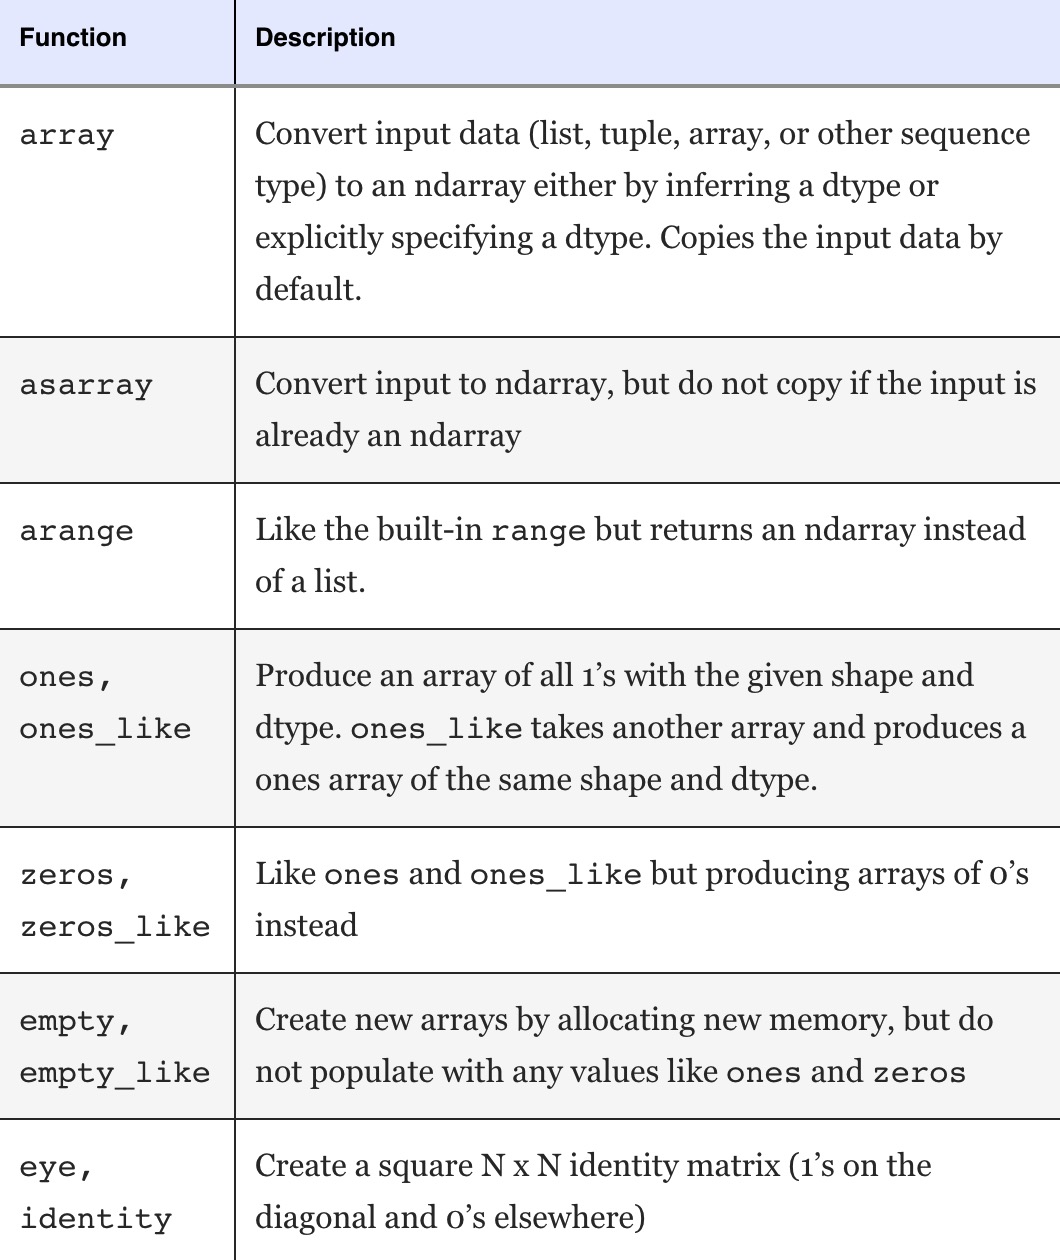 Function Description
array Convert input data (list, tuple, array, or other sequence
type) to an ndarray either by inferring a dtype or
explicitly specifying a dtype. Copies the input data by
default.
asarray Convert input to ndarray, but do not copy if the input is
already an ndarray
arange Like the built-in range but returns an ndarray instead
of a list.
ones, Produce an array of all 1’s with the given shape and
ones_like dtype. ones_like takes another array and produces a
ones array of the same shape and dtype.
zeros, Like ones and ones_like but producing arrays of 0’s
zeros_like instead
empty, Create new arrays by allocating new memory, but do
empty_like not populate with any values like ones and zeros
eye, Create a square N x N identity matrix (1’s on the
identity diagonal and 0’s elsewhere)